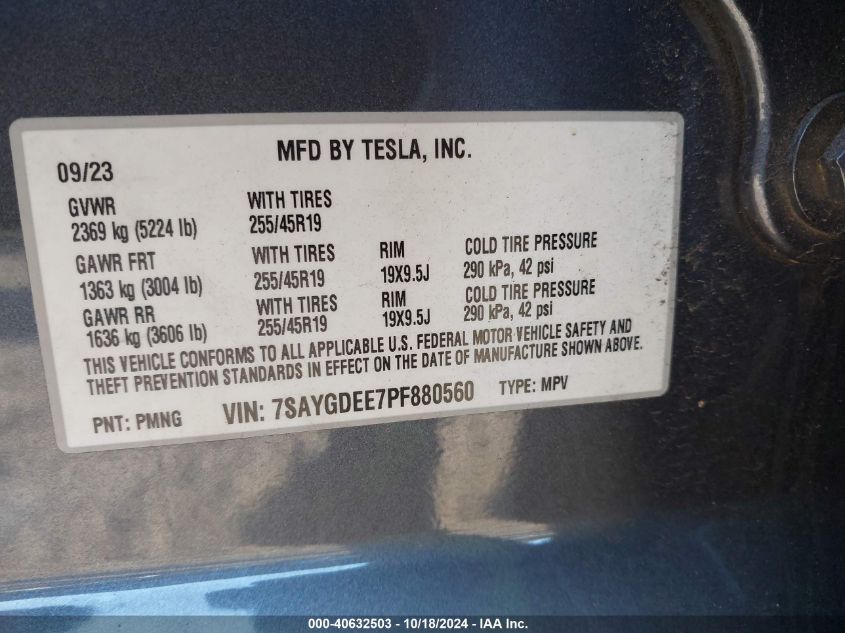 MFD BY TESLA, INC.
09/23
GVWR WITH TIRES
2369 kg (5224 lb) 255/45R19
GAWR FRT WITH TIRES RIM COLD TIRE PRESSURE
1363 kg (3004 lb) 255/45R19 19X9.5J 290 kPa, 42 psi
GAWR RR WITH TIRES RIM COLD TIRE PRESSURE
1636 kg (3606 lb) 255/45R19 19X9.5J 290 kPa, 42 psi
THIS VEHICLE CONFORMS TO ALL APPLICABLE U.S. FEDERAL MOTOR VEHICLE SAFETY AND
THEFT PREVENTION STANDARDS IN EFFECT ON THE DATE OF MANUFACTURE SHOWN ABOVE.
PNT: PMNG VIN: 7SAYGDEE7PF880560 TYPE: MPV
000-40632503 - 10/18/2024 - IAA Inc.